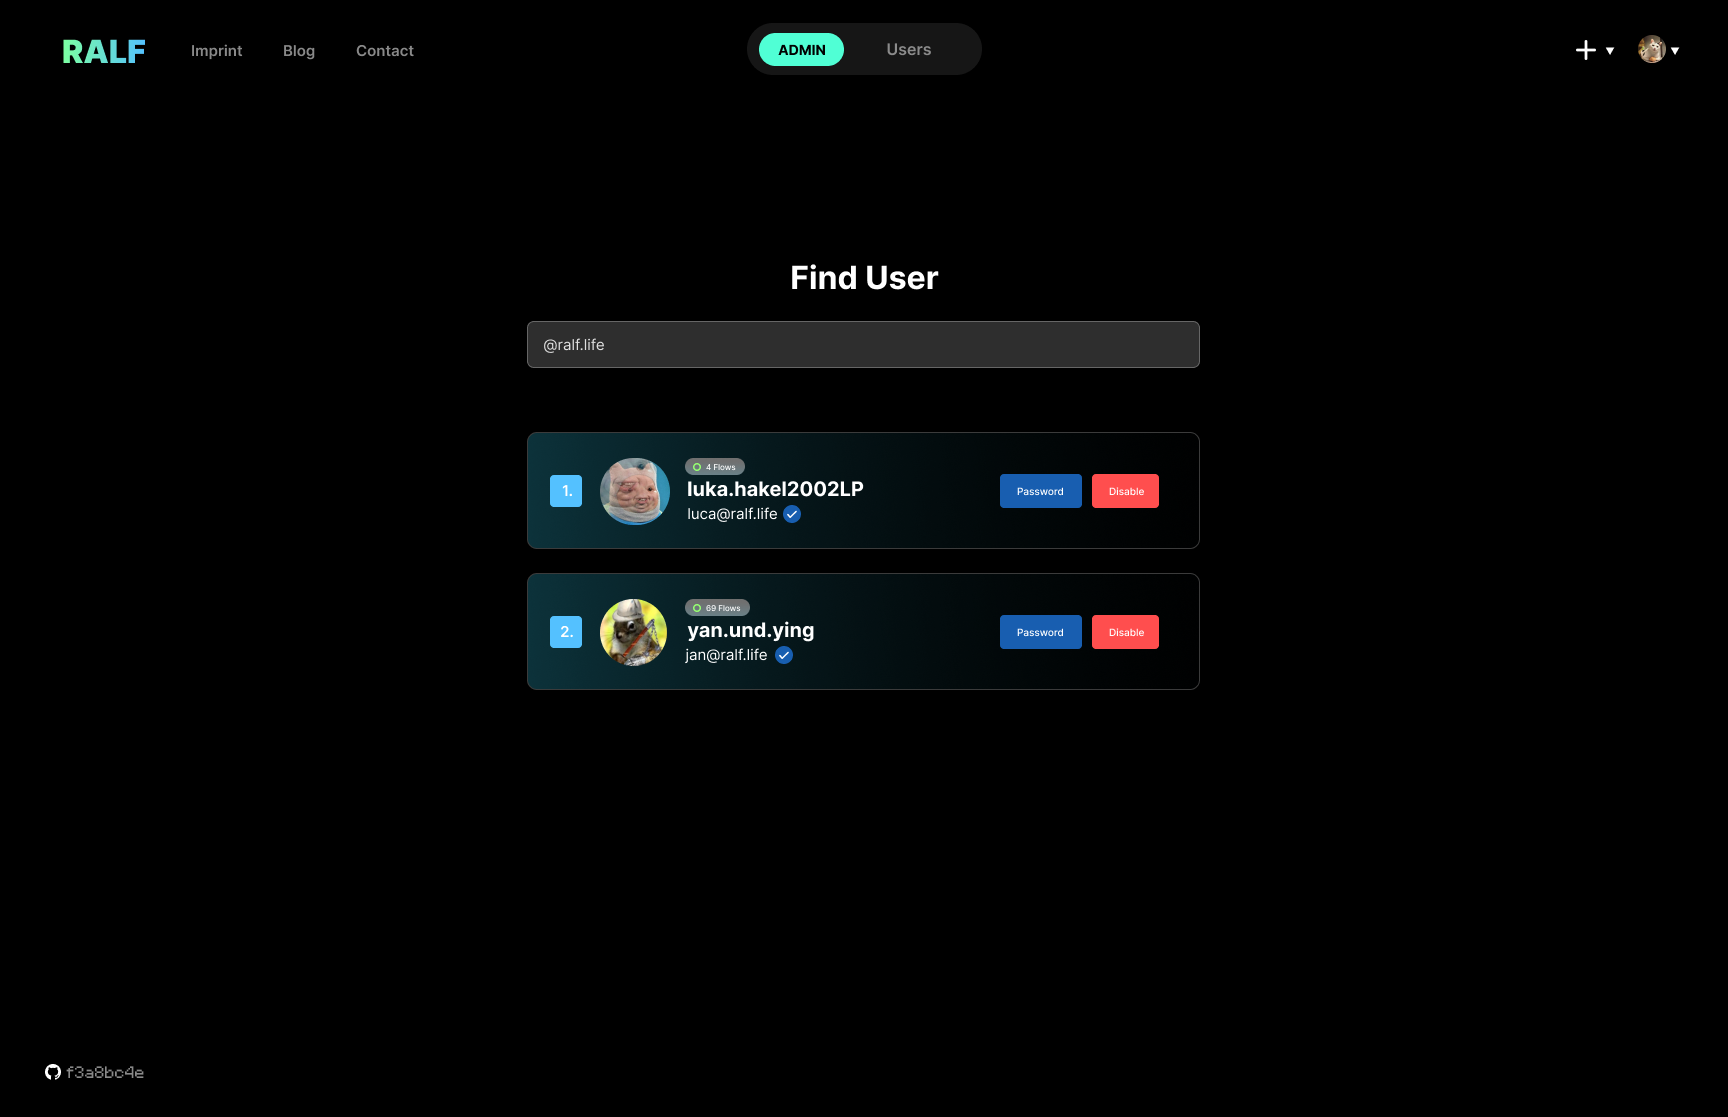 RALF Imprint Blog Contact ADMIN Users
Find User
@ralf.life
4 Flows
1. luka.hakel2002LP Password Disable
luca@ralf.life
69 Flows
2. yan.und.ying Password Disable
jan@ralf.life
f3a8bc4e